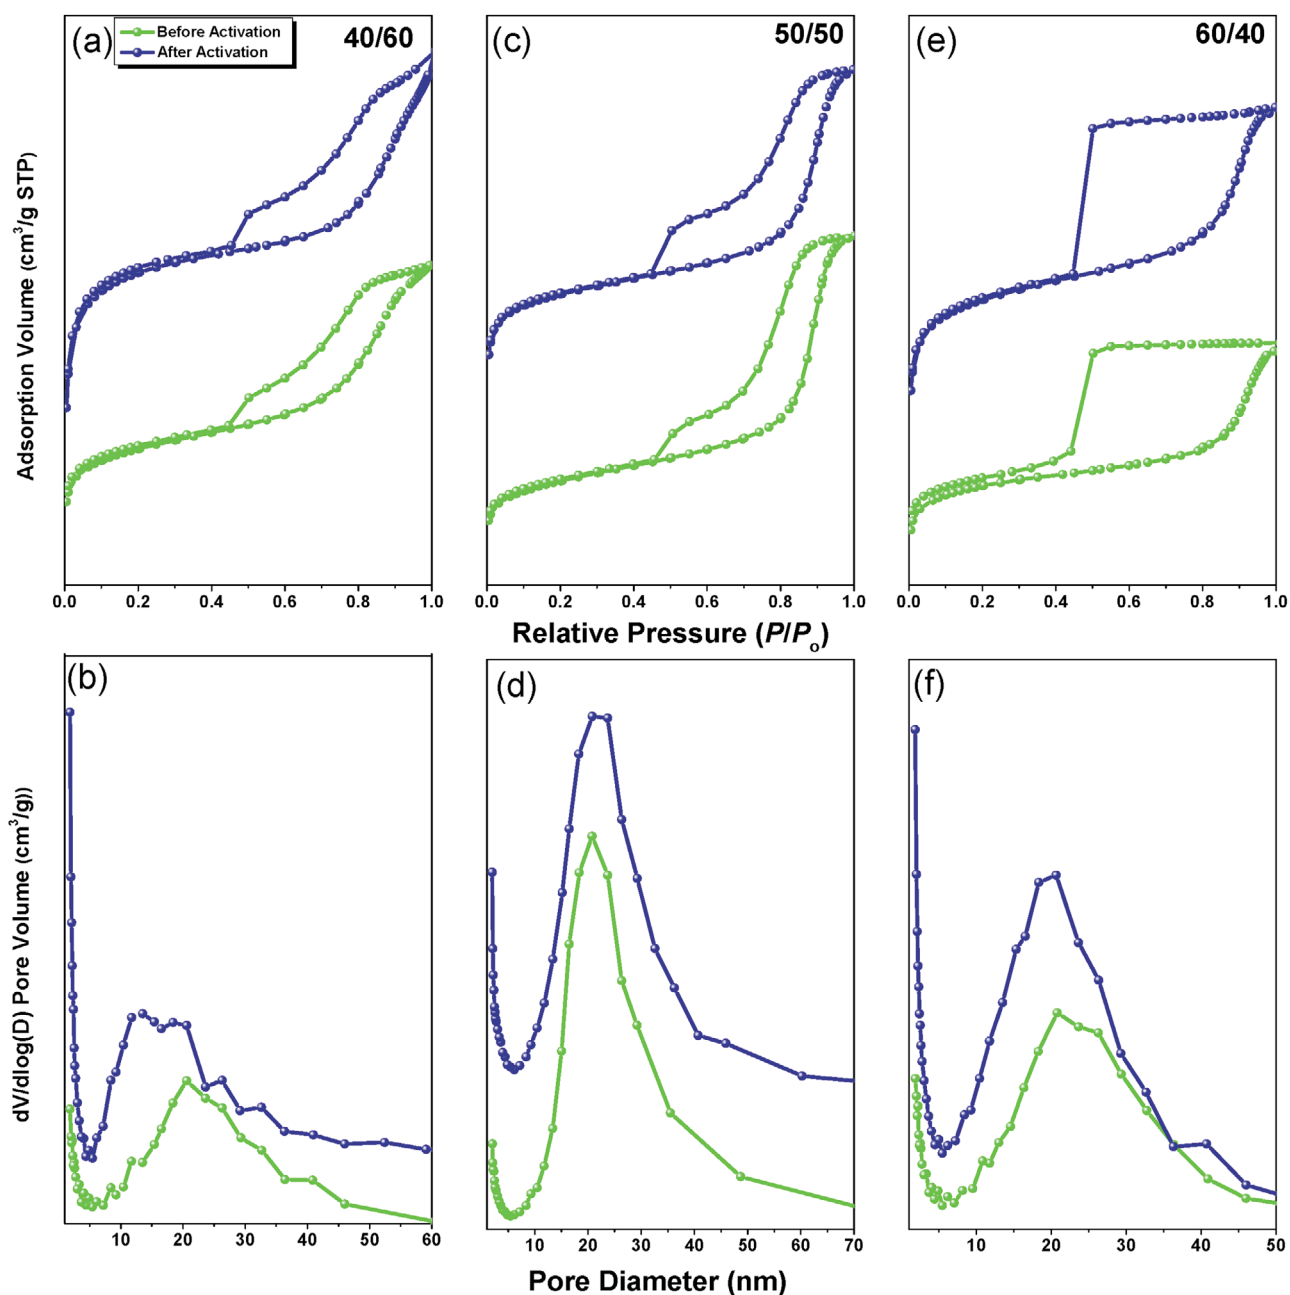 (a)
Before Activation
After Activation
40/60
(c)
50/50
(e)
60/40
Adsorption Volume (cm³/g STP)
0.0 0.2 0.4 0.6 0.8 1.0
0.0 0.2 0.4 0.6 0.8 1.0
0.0 0.2 0.4 0.6 0.8 1.0
Relative Pressure (P/Pₒ)
(b)
(d)
(f)
dV/dlog(D) Pore Volume (cm³/g))
10 20 30 40 50 60
10 20 30 40 50 60 70
10 20 30 40 50
Pore Diameter (nm)